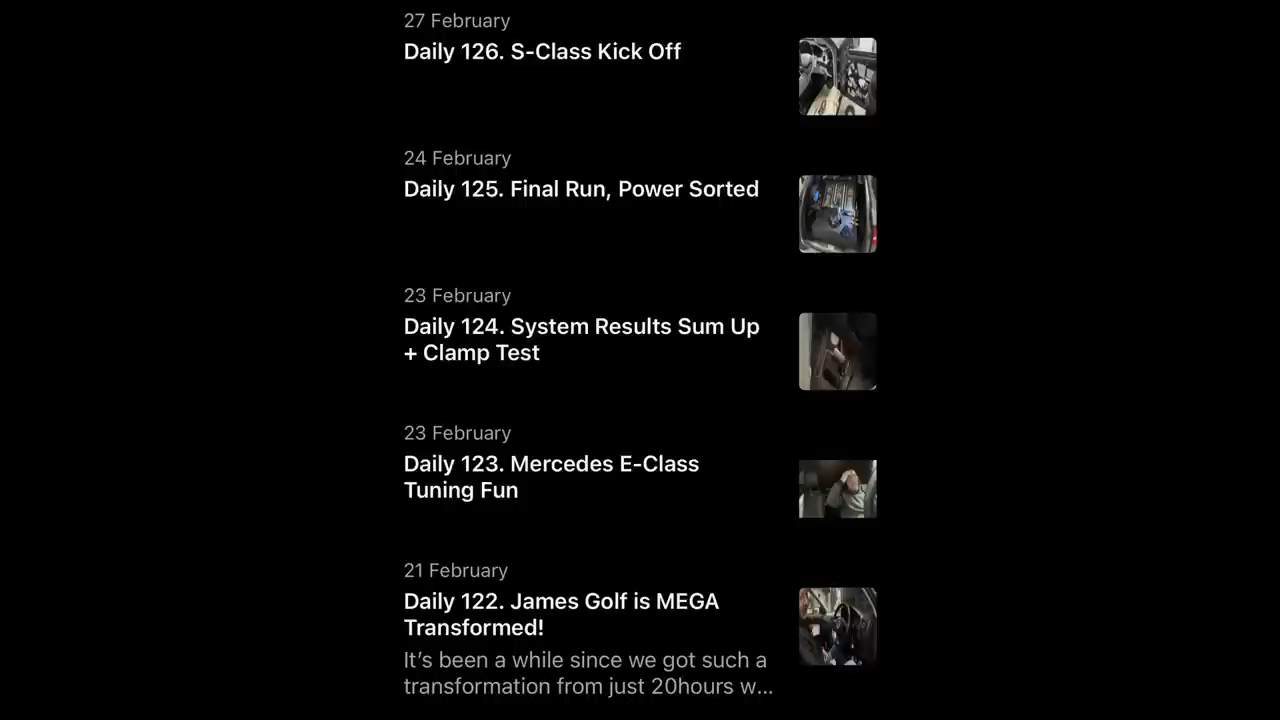 27 February
Daily 126. S-Class Kick Off
24 February
Daily 125. Final Run, Power Sorted
23 February
Daily 124. System Results Sum Up
+ Clamp Test
23 February
Daily 123. Mercedes E-Class
Tuning Fun
21 February
Daily 122. James Golf is MEGA
Transformed!
It’s been a while since we got such a
transformation from just 20hours w...